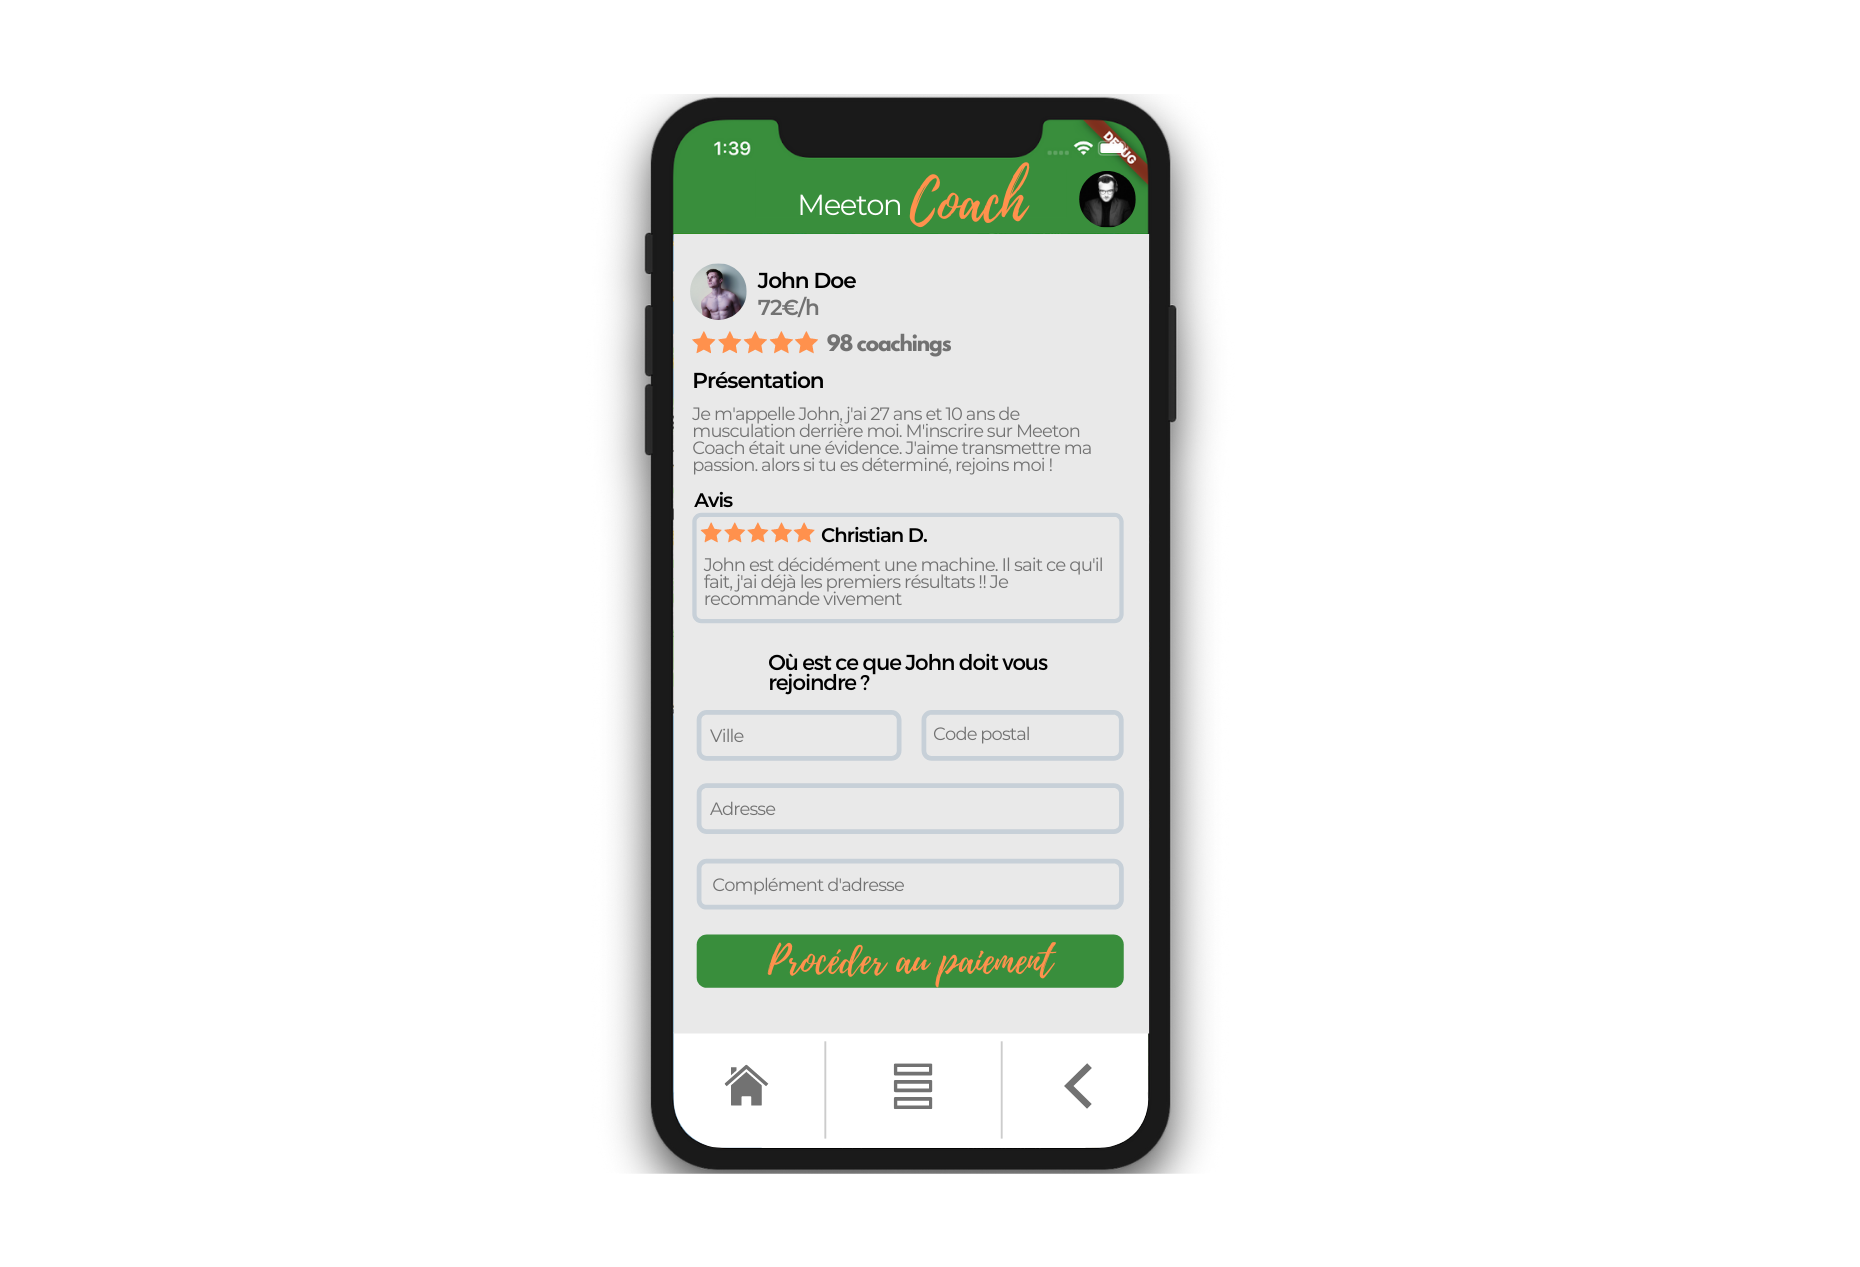 1:39
DEBUG
Meeton Coach
John Doe
72€/h
98 coachings
Présentation
Je m'appelle John, j'ai 27 ans et 10 ans de
musculation derrière moi. M'inscrire sur Meeton
Coach était une évidence. J'aime transmettre ma
passion. alors si tu es déterminé, rejoins moi !
Avis
Christian D.
John est décidément une machine. Il sait ce qu'il
fait, j'ai déjà les premiers résultats !! Je
recommande vivement
Où est ce que John doit vous
rejoindre ?
Ville
Code postal
Adresse
Complément d'adresse
Procéder au paiement